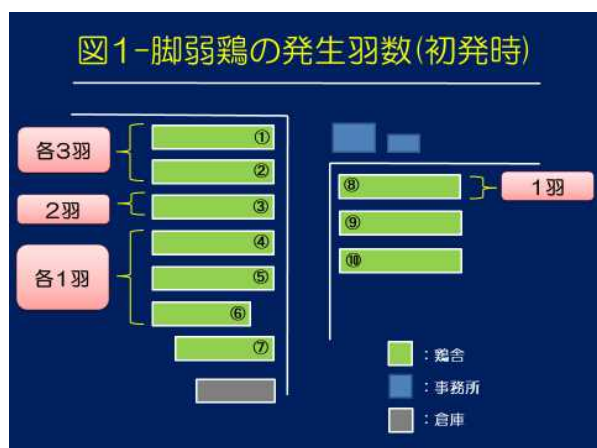 図1-脚弱鶏の発生羽数(初発時)
各3羽
①
②
2羽
③
各1羽
④
⑤
⑥
⑦
⑧
1羽
⑨
⑩
：鶏舎
：事務所
：倉庫